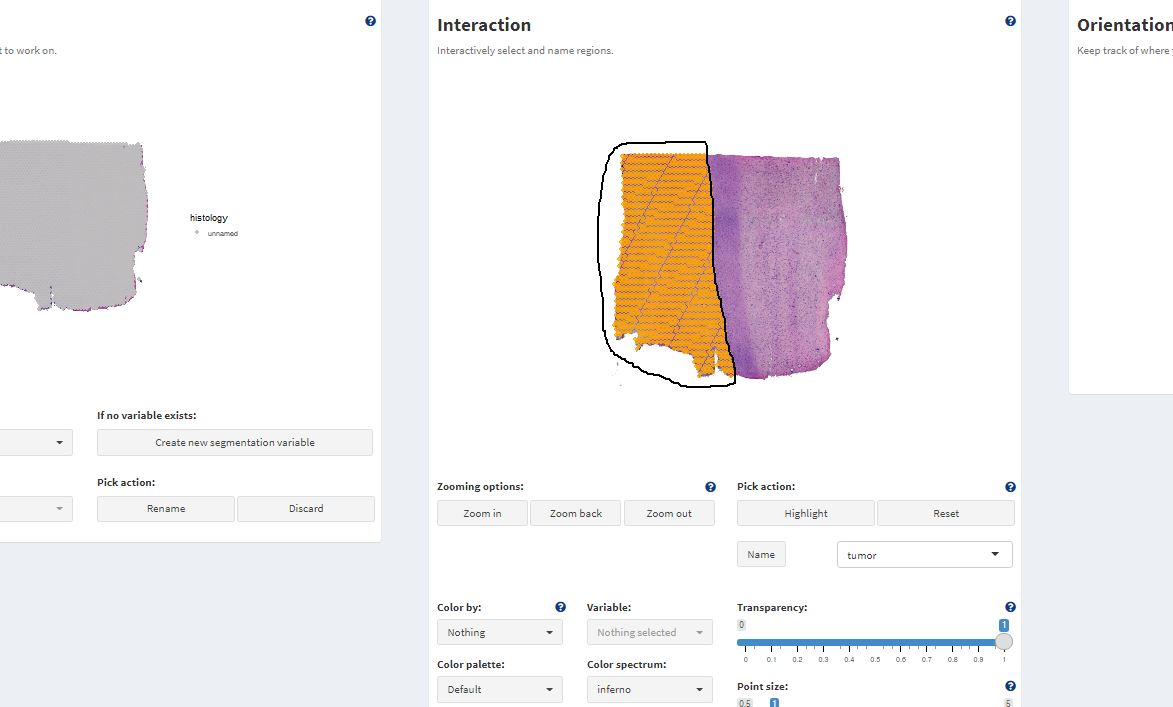 t to work on.
histology
unnamed
If no variable exists:
Create new segmentation variable
Pick action:
Rename Discard
Interaction
Interactively select and name regions.
Zooming options:
Zoom in Zoom back Zoom out
Pick action:
Highlight Reset
Name tumor
Color by: Variable:
Nothing Nothing selected
Color palette: Color spectrum:
Default inferno
Transparency:
0 1
0 0.1 0.2 0.3 0.4 0.5 0.6 0.7 0.8 0.9 1
Point size:
0.5 1 5
Orientation
Keep track of where